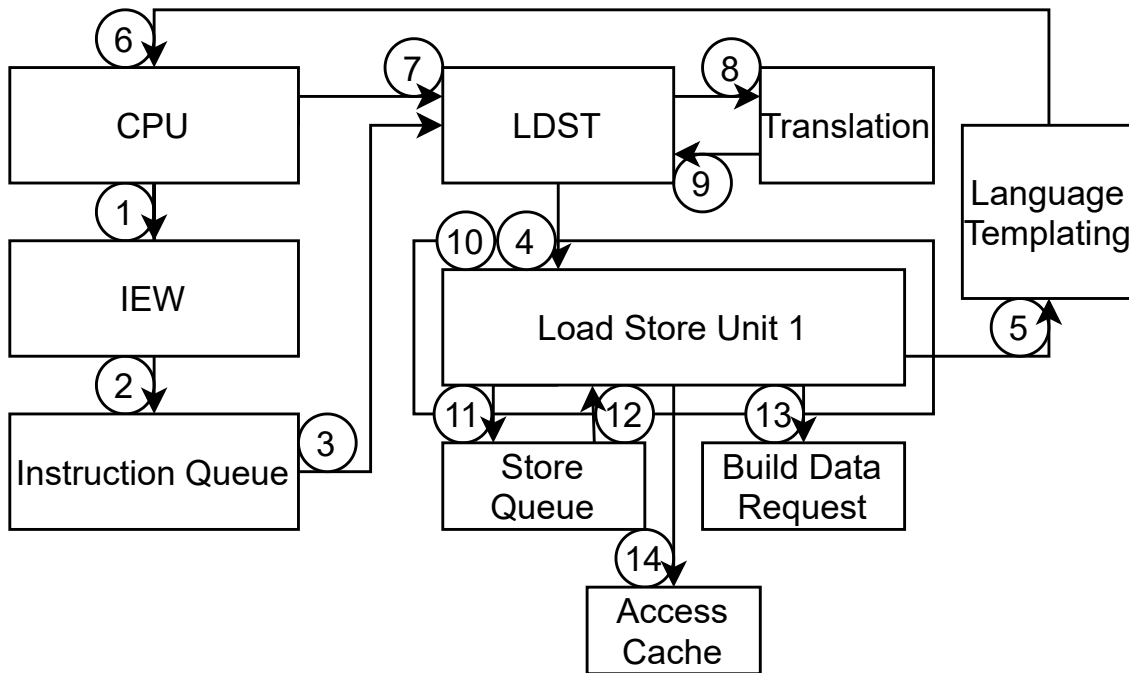 6
7
8
CPU
LDST
Translation
9
1
Language
Templating
10
4
IEW
Load Store Unit 1
5
2
11
12
13
3
Instruction Queue
Store
Queue
Build Data
Request
14
Access
Cache